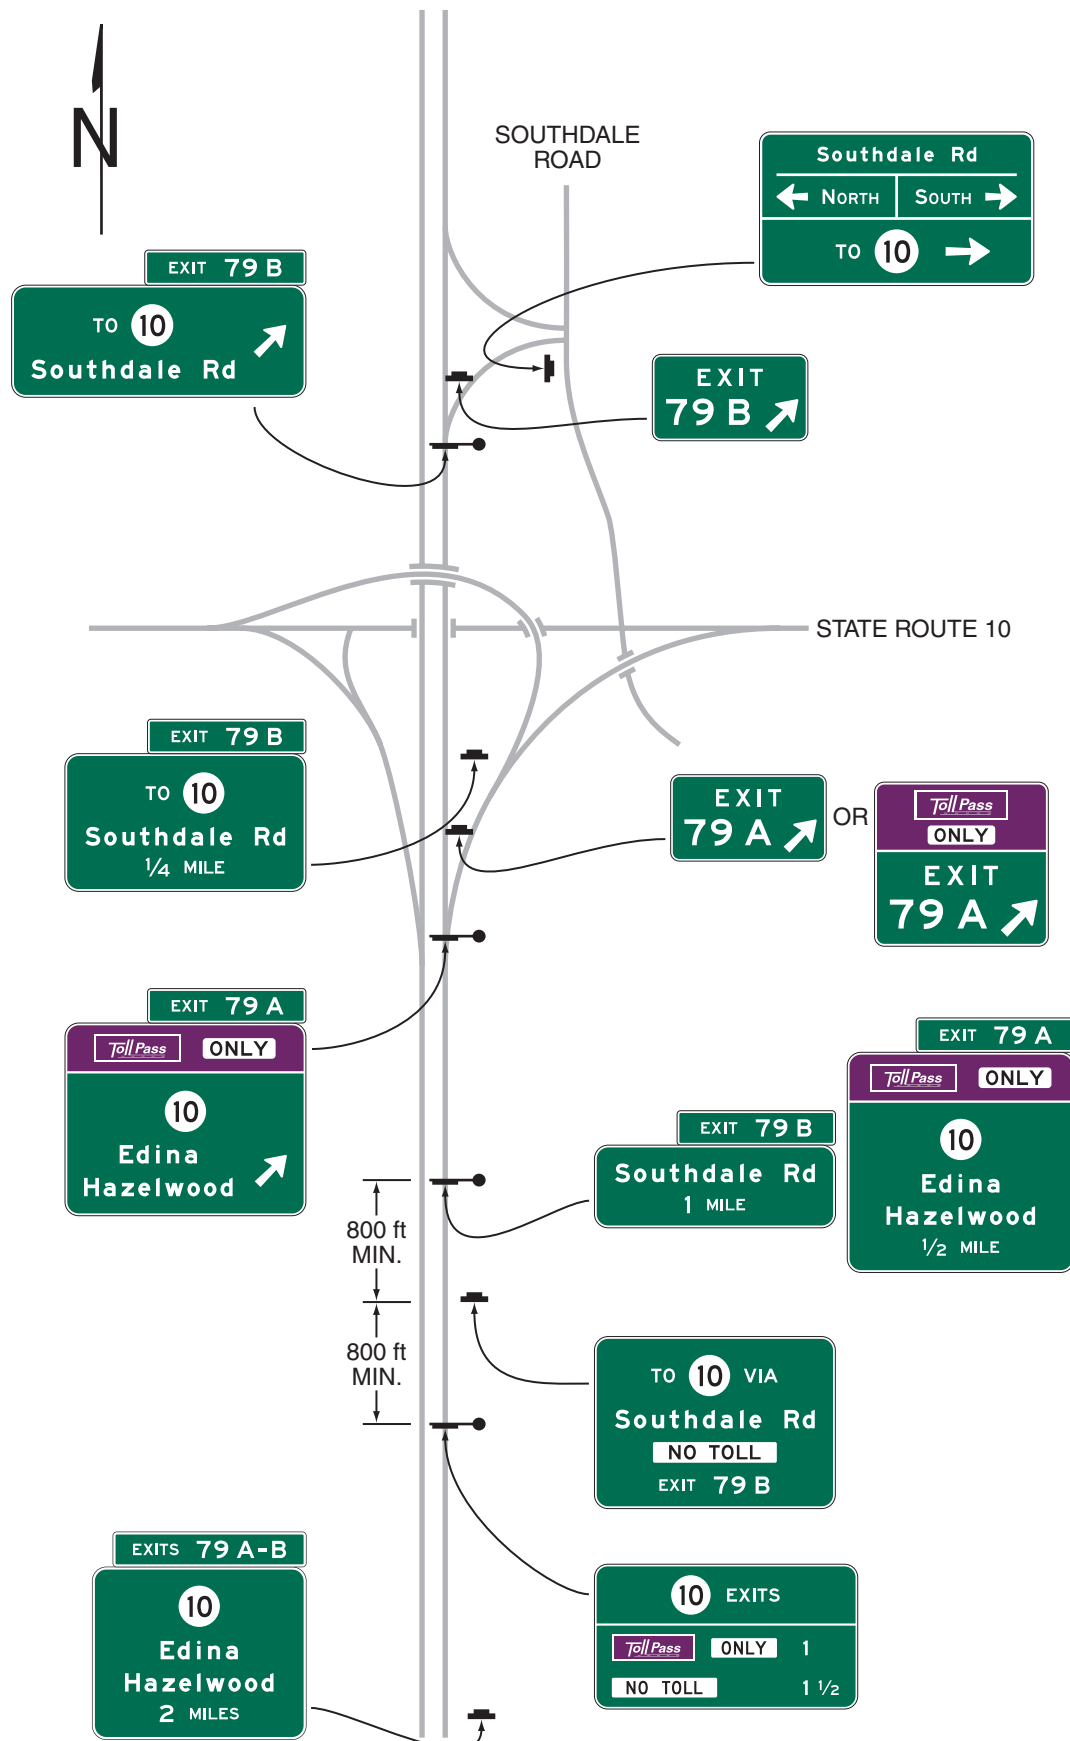 N
SOUTHDALE
ROAD
Southdale Rd
NORTH SOUTH
TO 10
EXIT 79 B
TO 10
Southdale Rd
EXIT
79 B
STATE ROUTE 10
EXIT 79 B
TO 10
Southdale Rd
1/4 MILE
EXIT
79 A
OR
Toll Pass
ONLY
EXIT
79 A
EXIT 79 A
Toll Pass ONLY
10
Edina
Hazelwood
EXIT 79 A
Toll Pass ONLY
10
Edina
Hazelwood
1/2 MILE
EXIT 79 B
Southdale Rd
1 MILE
800 ft
MIN.
800 ft
MIN.
TO 10 VIA
Southdale Rd
NO TOLL
EXIT 79 B
EXITS 79 A-B
10
Edina
Hazelwood
2 MILES
10 EXITS
Toll Pass ONLY 1
NO TOLL 1 1/2